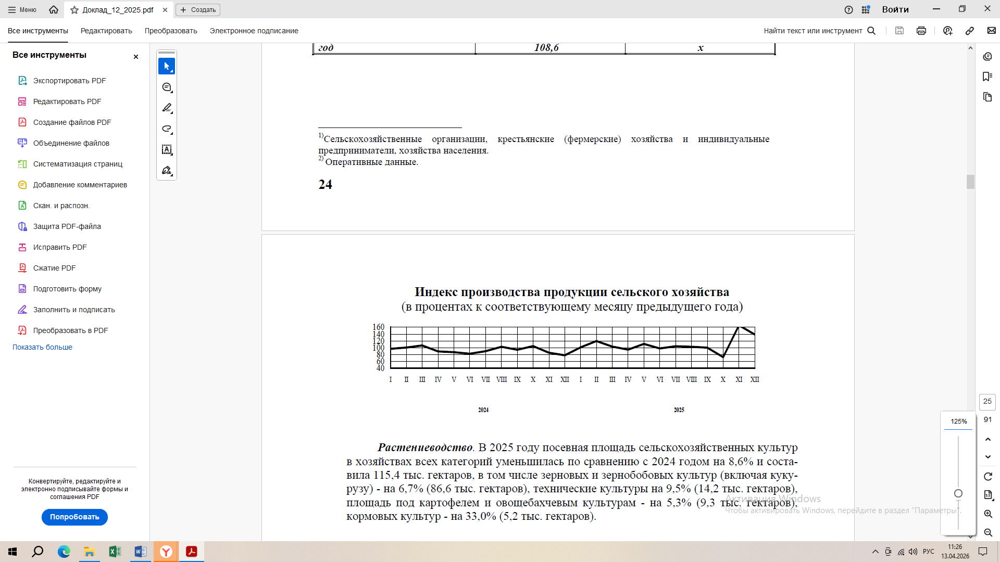 Меню
Доклад_12_2025.pdf
Создать
Войти
Все инструменты
Редактировать
Преобразовать
Электронное подписание
Найти текст или инструмент
Все инструменты
Экспортировать PDF
Редактировать PDF
Создание файлов PDF
Объединение файлов
Систематизация страниц
Добавление комментариев
Скан. и распозн.
Защита PDF-файла
Исправить PDF
Сжатие PDF
Подготовить форму
Заполнить и подписать
Преобразовать в PDF
Показать больше
Конвертируйте, редактируйте и
электронно подписывайте формы и
соглашения PDF
Попробовать
год 108,6 х
1)Сельскохозяйственные организации, крестьянские (фермерские) хозяйства и индивидуальные
предприниматели, хозяйства населения.
2) Оперативные данные.
24
Индекс производства продукции сельского хозяйства
(в процентах к соответствующему месяцу предыдущего года)
160
140
120
100
80
60
40
I II III IV V VI VII VIII IX X XI XII I II III IV V VI VII VIII IX X XI XII
2024 2025
Растениеводство. В 2025 году посевная площадь сельскохозяйственных культур
в хозяйствах всех категорий уменьшилась по сравнению с 2024 годом на 8,6% и соста-
вила 115,4 тыс. гектаров, в том числе зерновых и зернобобовых культур (включая куку-
рузу) - на 6,7% (86,6 тыс. гектаров), технические культуры на 9,5% (14,2 тыс. гектаров),
площадь под картофелем и овощебахчевым культурам - на 5,3% (9,3 тыс. гектаров),
кормовых культур - на 33,0% (5,2 тыс. гектаров).
Активация Windows
Чтобы активировать Windows, перейдите в раздел "Параметры".
25
91
125%
РУС
11:26
13.04.2026